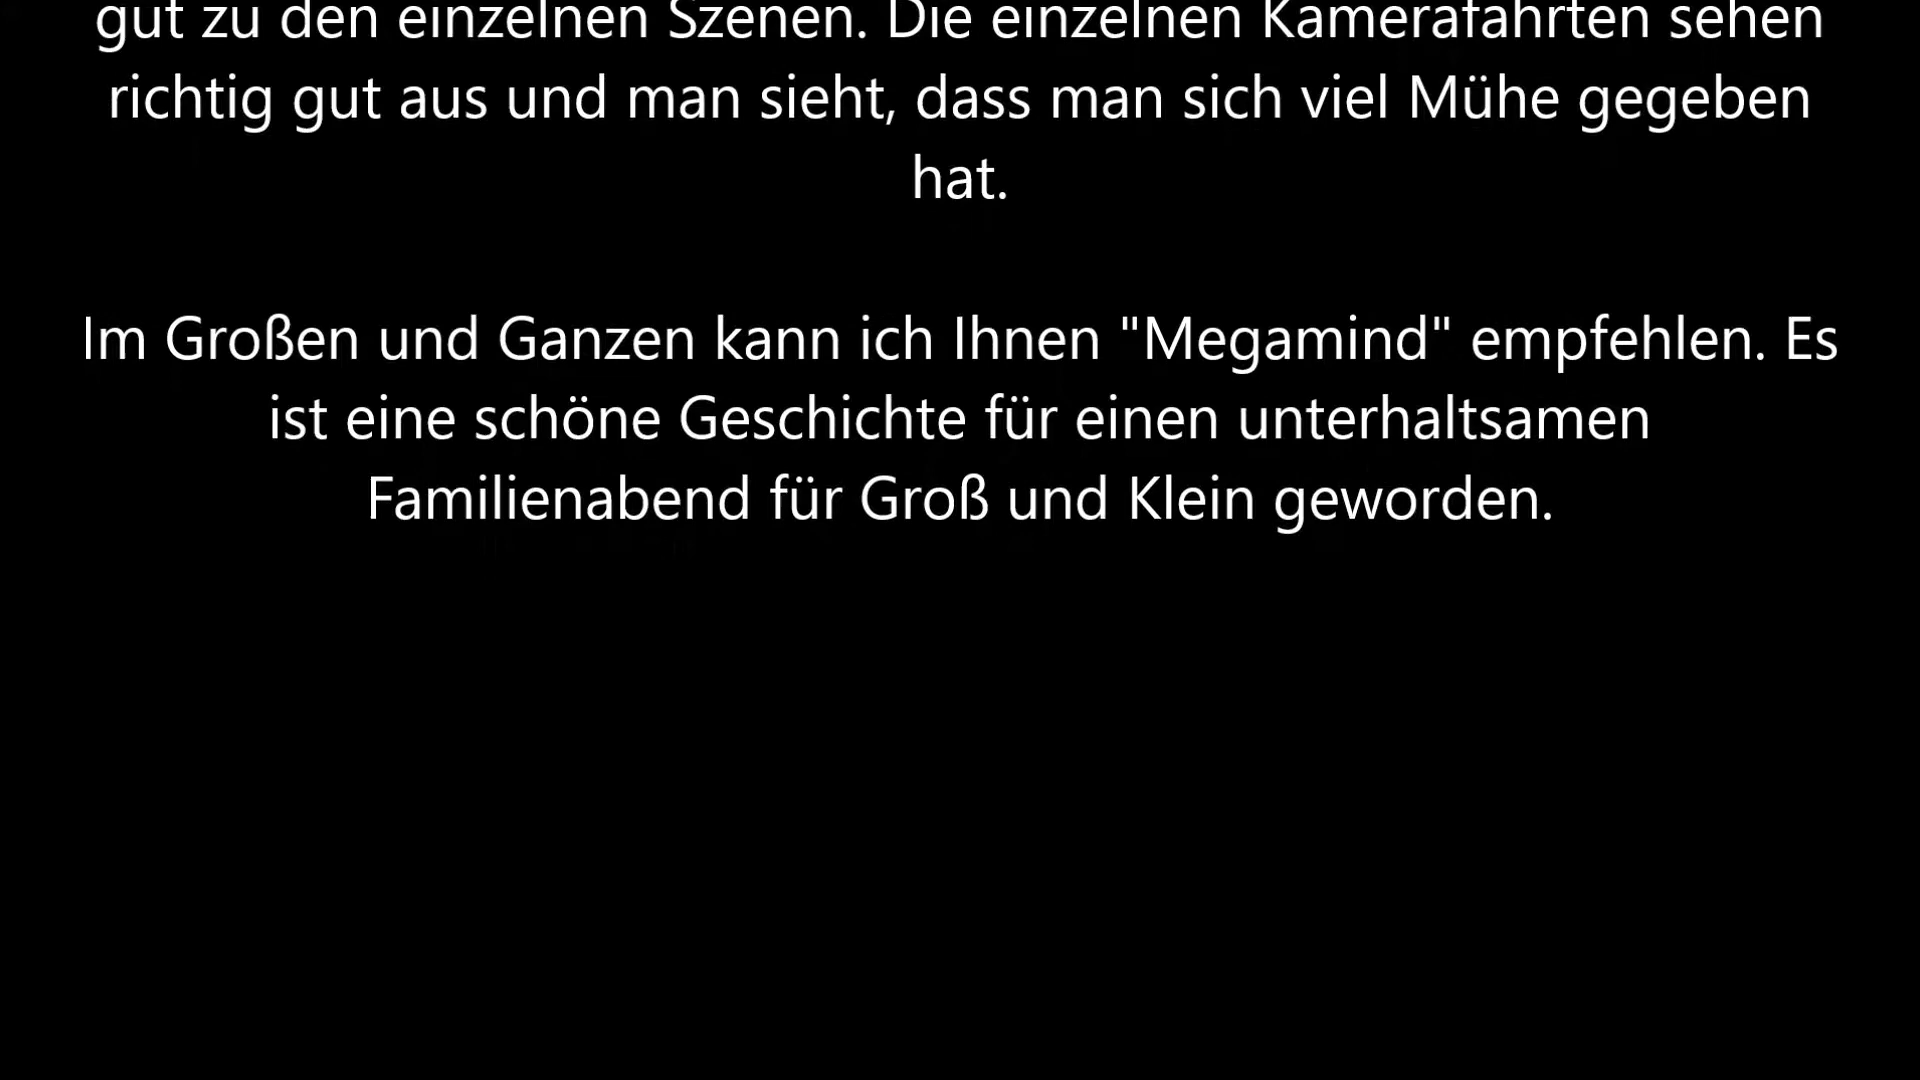 gut zu den einzelnen Szenen. Die einzelnen Kamerafahrten sehen
richtig gut aus und man sieht, dass man sich viel Mühe gegeben
hat.
Im Großen und Ganzen kann ich Ihnen "Megamind" empfehlen. Es
ist eine schöne Geschichte für einen unterhaltsamen
Familienabend für Groß und Klein geworden.